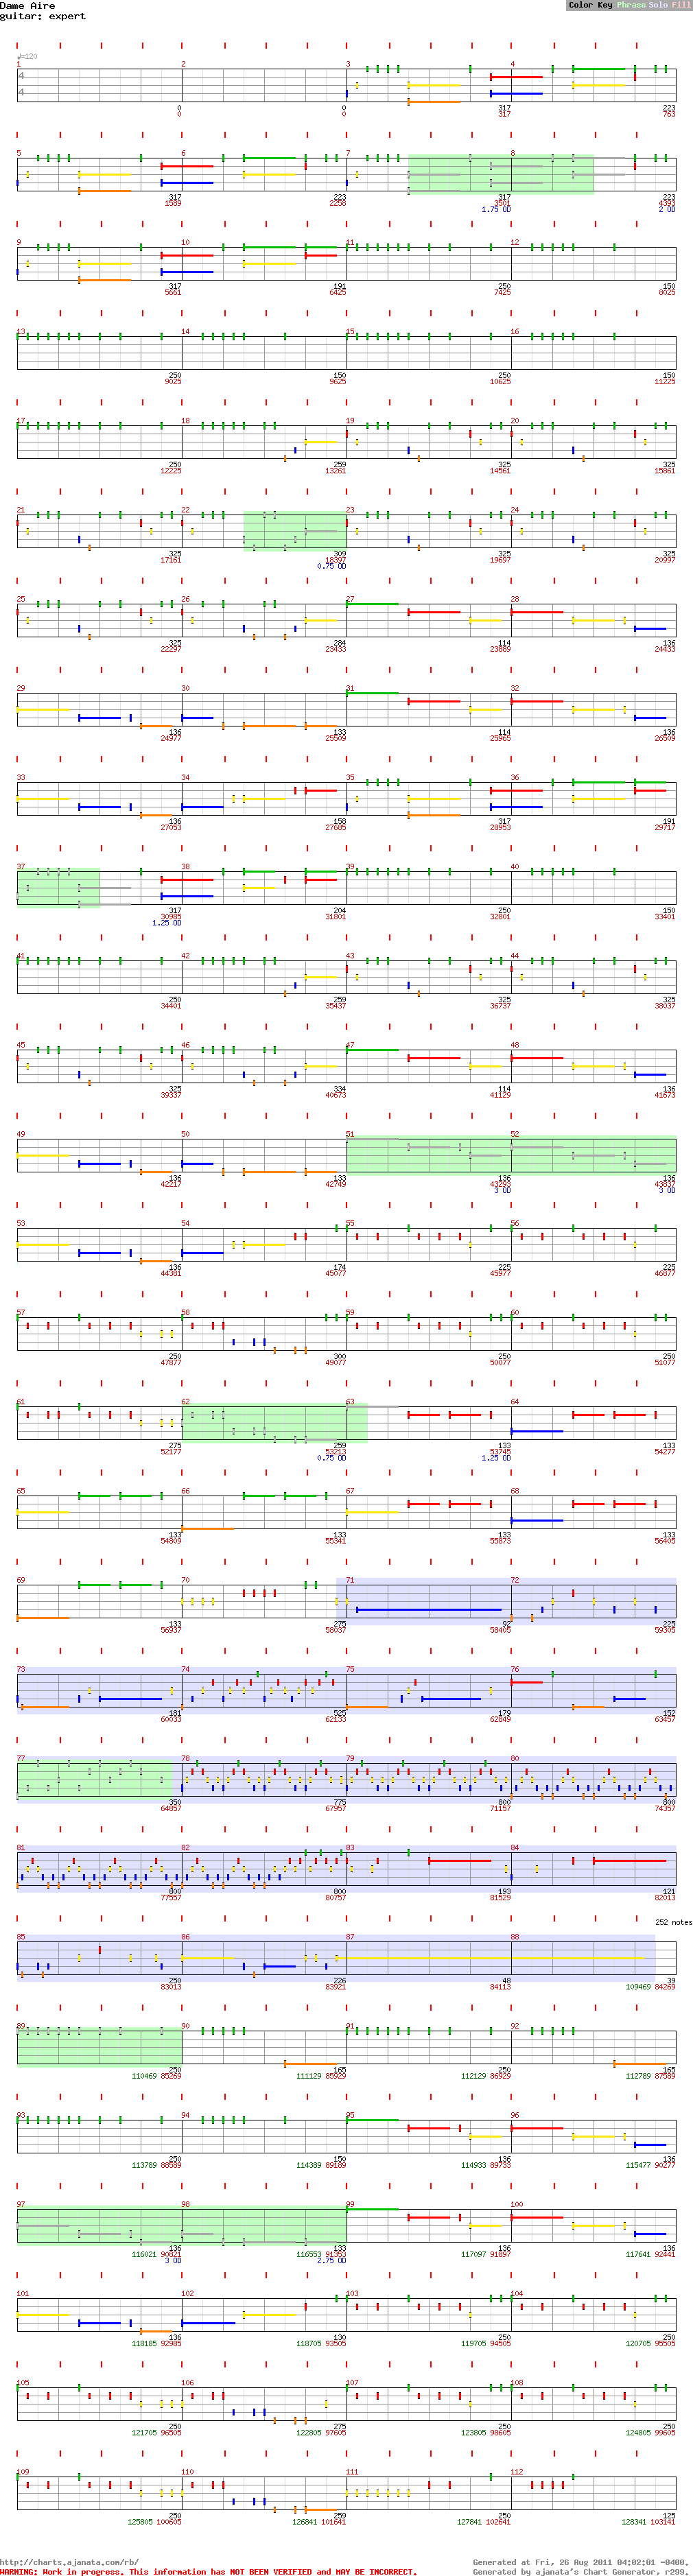 Dame Aire
guitar: expert
Color Key Phrase Solo Fill
♩=120
4
4
1 2 3 4
0 0 317 223
0 0 317 763
5 6 7 8
317 223 317 223
1589 2258 3501 4393
1.75 OD 2 OD
9 10 11 12
317 191 250 150
5661 6425 7425 8025
13 14 15 16
250 150 250 150
9025 9625 10625 11225
17 18 19 20
250 259 325 325
12225 13261 14561 15861
21 22 23 24
325 309 325 325
17161 18397 19697 20997
0.75 OD
25 26 27 28
325 284 114 136
22297 23433 23889 24433
29 30 31 32
136 133 114 136
24977 25509 25965 26509
33 34 35 36
136 158 317 191
27053 27685 28953 29717
37 38 39 40
317 204 250 150
30985 31801 32801 33401
1.25 OD
41 42 43 44
250 259 325 325
34401 35437 36737 38037
45 46 47 48
325 334 114 136
39337 40673 41129 41673
49 50 51 52
136 133 136 136
42217 42749 43293 43837
3 OD 3 OD
53 54 55 56
136 174 225 225
44381 45077 45977 46877
57 58 59 60
250 300 250 250
47877 49077 50077 51077
61 62 63 64
275 259 133 133
52177 53213 53745 54277
0.75 OD 1.25 OD
65 66 67 68
133 133 133 133
54809 55341 55873 56405
69 70 71 72
133 275 92 225
56937 58037 58405 59305
73 74 75 76
181 525 179 152
60033 62133 62849 63457
77 78 79 80
350 775 800 800
64857 67957 71157 74357
81 82 83 84
800 800 193 121
77557 80757 81529 82013
252 notes
85 86 87 88
250 226 48 39
83013 83921 84113 109469 84269
89 90 91 92
250 165 250 165
110469 85269 111129 85929 112129 86929 112789 87589
93 94 95 96
250 150 136 136
113789 88589 114389 89189 114933 89733 115477 90277
97 98 99 100
136 133 136 136
116021 90821 116553 91353 117097 91897 117641 92441
3 OD 2.75 OD
101 102 103 104
136 130 250 250
118185 92985 118705 93505 119705 94505 120705 95505
105 106 107 108
250 275 250 250
121705 96505 122805 97605 123805 98605 124805 99605
109 110 111 112
250 259 250 125
125805 100605 126841 101641 127841 102641 128341 103141
http://charts.ajanata.com/rb/ Generated at Fri, 26 Aug 2011 04:02:01 -0400.
WARNING: Work in progress. This information has NOT BEEN VERIFIED and MAY BE INCORRECT. Generated by ajanata's Chart Generator, r299.